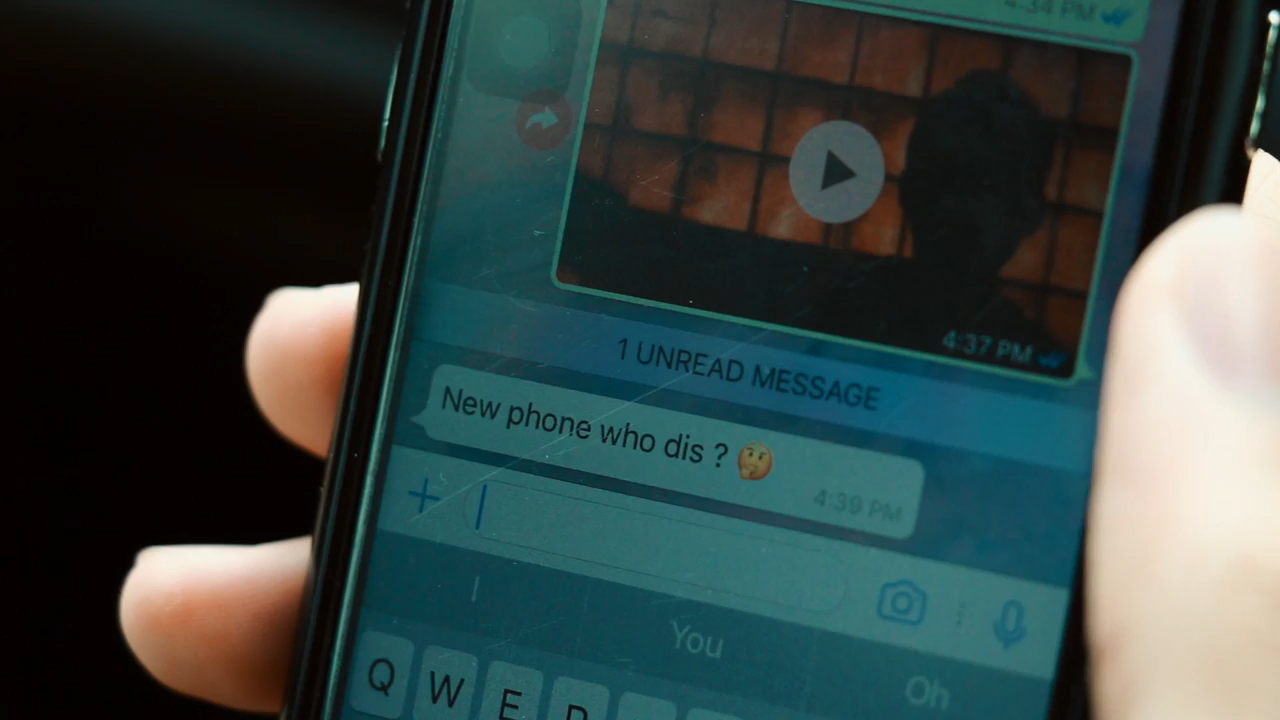 4:34 PM
4:37 PM
1 UNREAD MESSAGE
New phone who dis ? 🤔
4:39 PM
I
You
Oh
Q W E